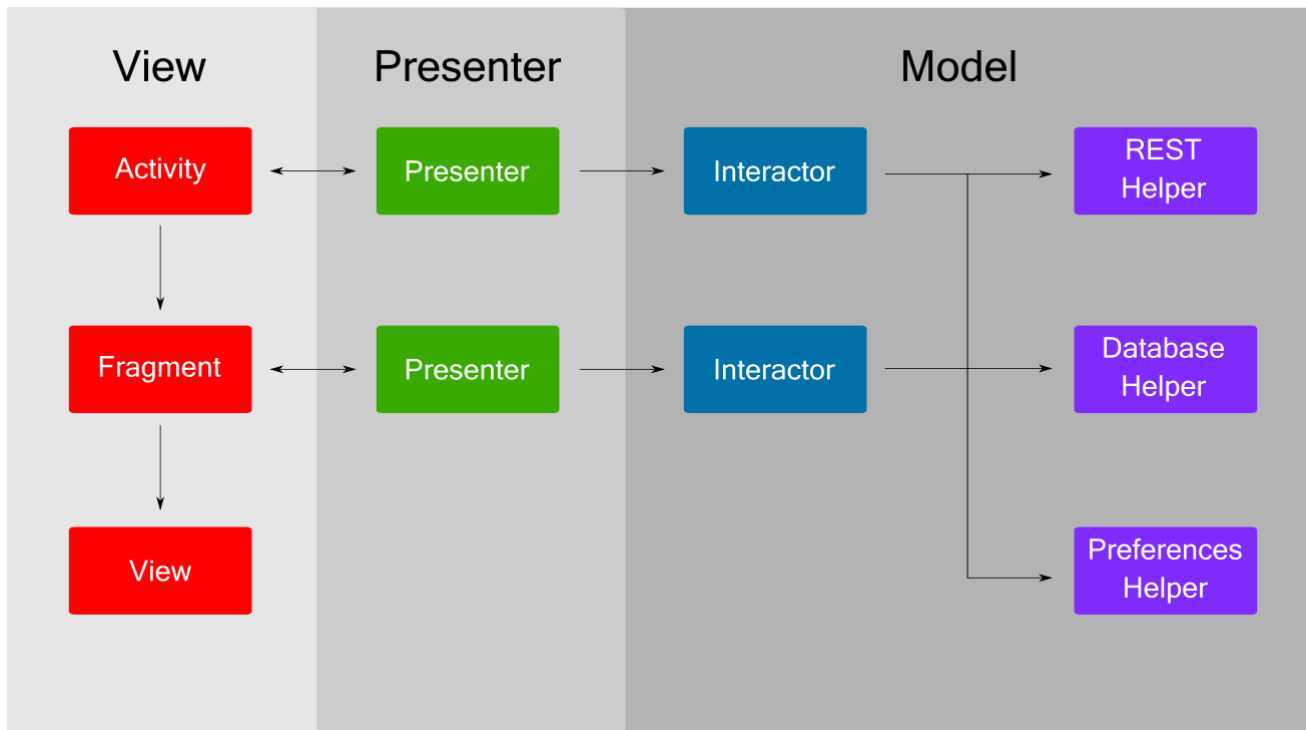 View
Presenter
Model
Activity
Presenter
Interactor
REST
Helper
Fragment
Presenter
Interactor
Database
Helper
View
Preferences
Helper